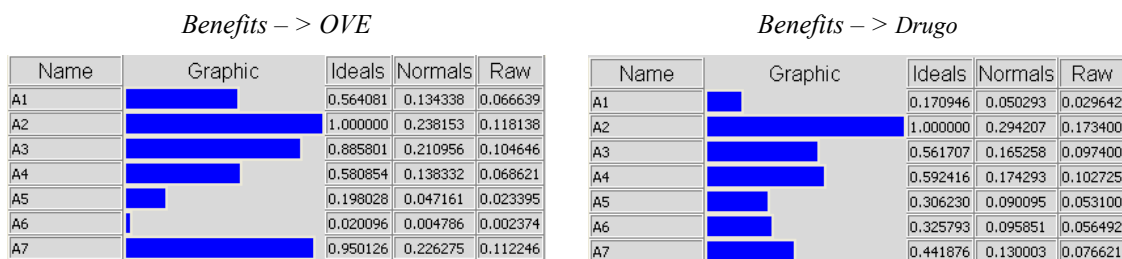 Benefits – > OVE
Name Graphic Ideals Normals Raw
A1 0.564081 0.134338 0.066639
A2 1.000000 0.238153 0.118138
A3 0.885801 0.210956 0.104646
A4 0.580854 0.138332 0.068621
A5 0.198028 0.047161 0.023395
A6 0.020096 0.004786 0.002374
A7 0.950126 0.226275 0.112246
Benefits – > Drugo
Name Graphic Ideals Normals Raw
A1 0.170946 0.050293 0.029642
A2 1.000000 0.294207 0.173400
A3 0.561707 0.165258 0.097400
A4 0.592416 0.174293 0.102725
A5 0.306230 0.090095 0.053100
A6 0.325793 0.095851 0.056492
A7 0.441876 0.130003 0.076621